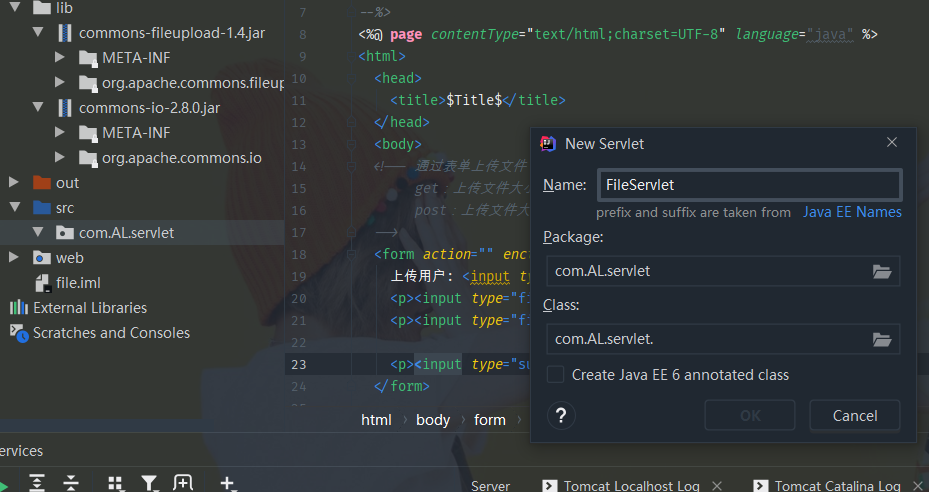 lib
commons-fileupload-1.4.jar
META-INF
org.apache.commons.fileup
commons-io-2.8.0.jar
META-INF
org.apache.commons.io
out
src
com.AL.servlet
web
file.iml
External Libraries
Scratches and Consoles
7 --%>
8 <%@ page contentType="text/html;charset=UTF-8" language="java" %>
9 <html>
10 <head>
11 <title>$Title$</title>
12 </head>
13 <body>
14 <!-- 通过表单上传文件
15 get：上传文件大小
16 post：上传文件大
17 -->
18 <form action="" enc
19 上传用户：<input ty
20 <p><input type="fi
21 <p><input type="fi
22
23 <p><input type="su
24 </form>
html › body › form ›
New Servlet
Name: FileServlet
prefix and suffix are taken from Java EE Names
Package:
com.AL.servlet
Class:
com.AL.servlet.
Create Java EE 6 annotated class
? OK Cancel
ervices
Server Tomcat Localhost Log Tomcat Catalina Log